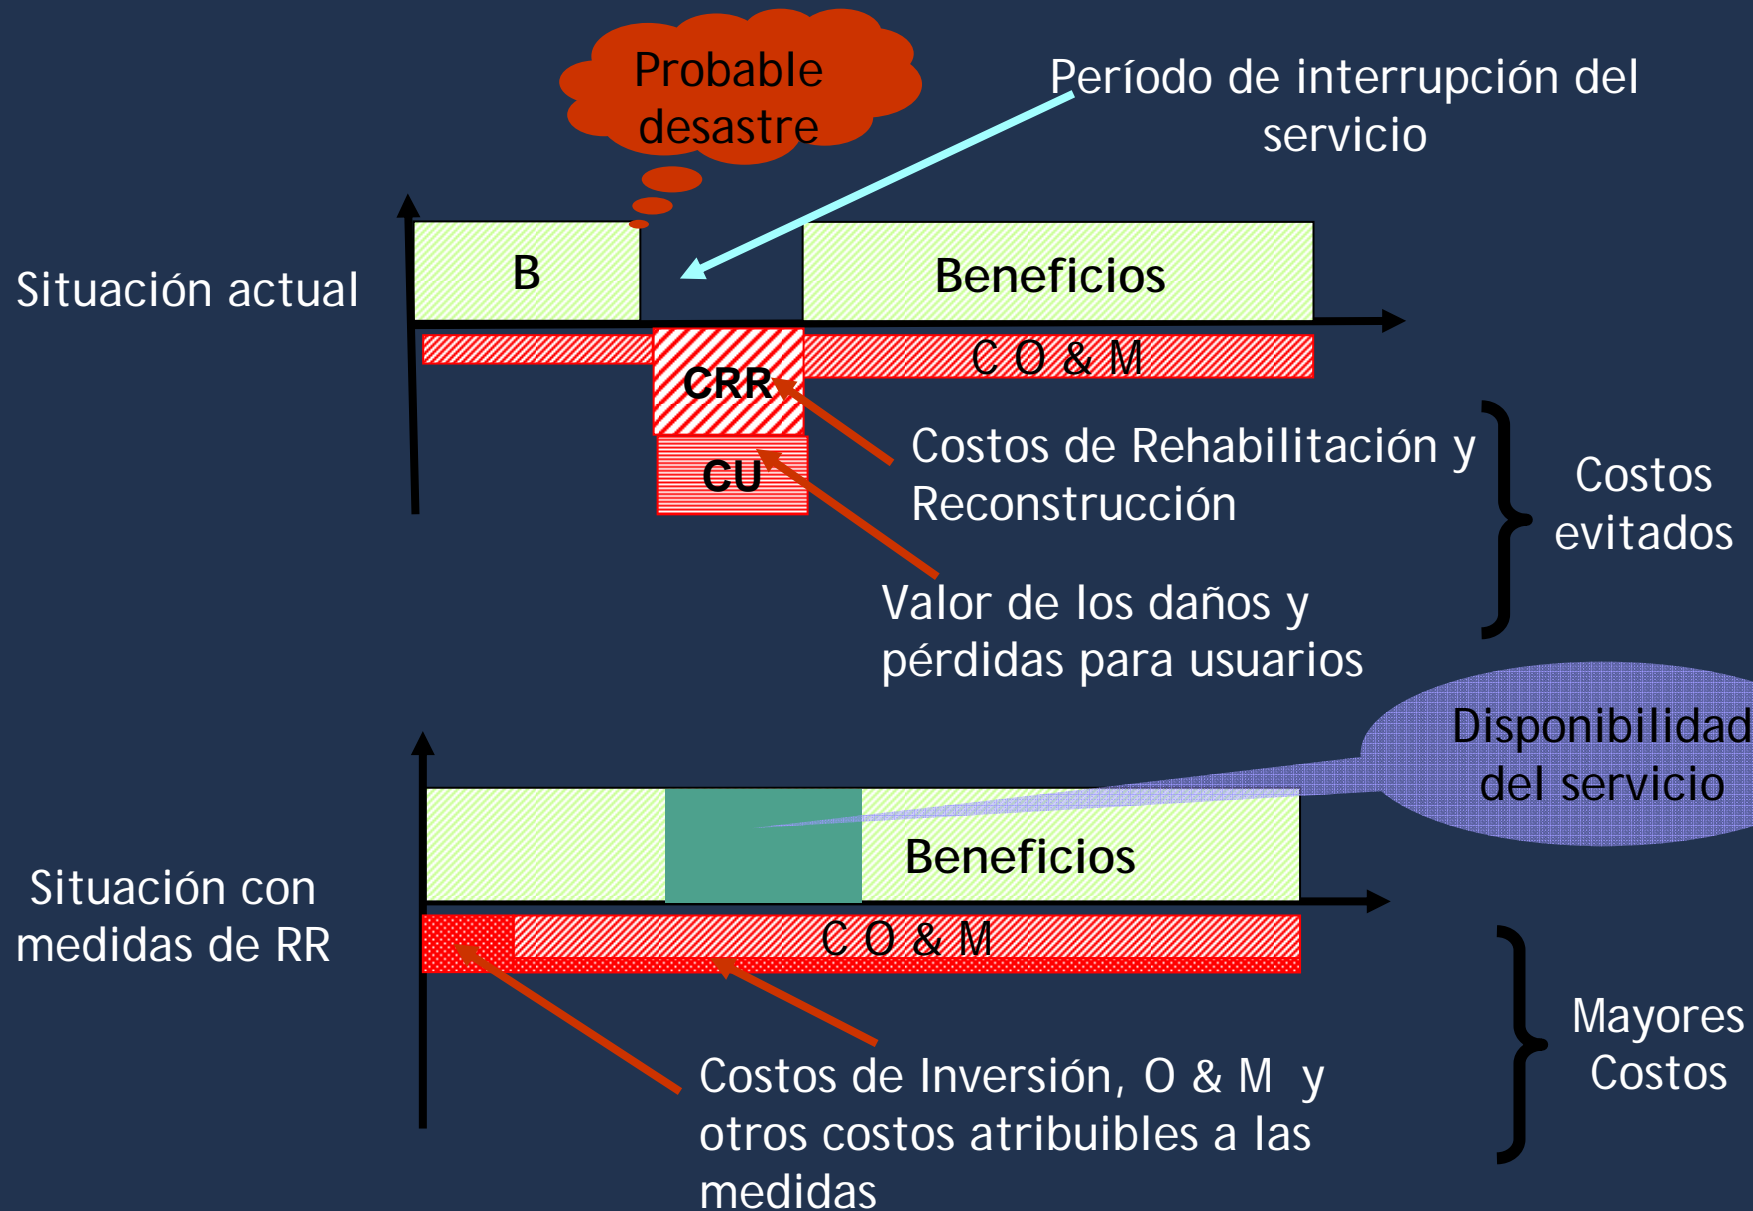 Probable
desastre
Período de interrupción del
servicio
Situación actual
B
Beneficios
C O & M
CRR
CU
Costos de Rehabilitación y
Reconstrucción
Costos
evitados
Valor de los daños y
pérdidas para usuarios
Disponibilidad
del servicio
Beneficios
Situación con
medidas de RR
C O & M
Mayores
Costos
Costos de Inversión, O & M y
otros costos atribuibles a las
medidas